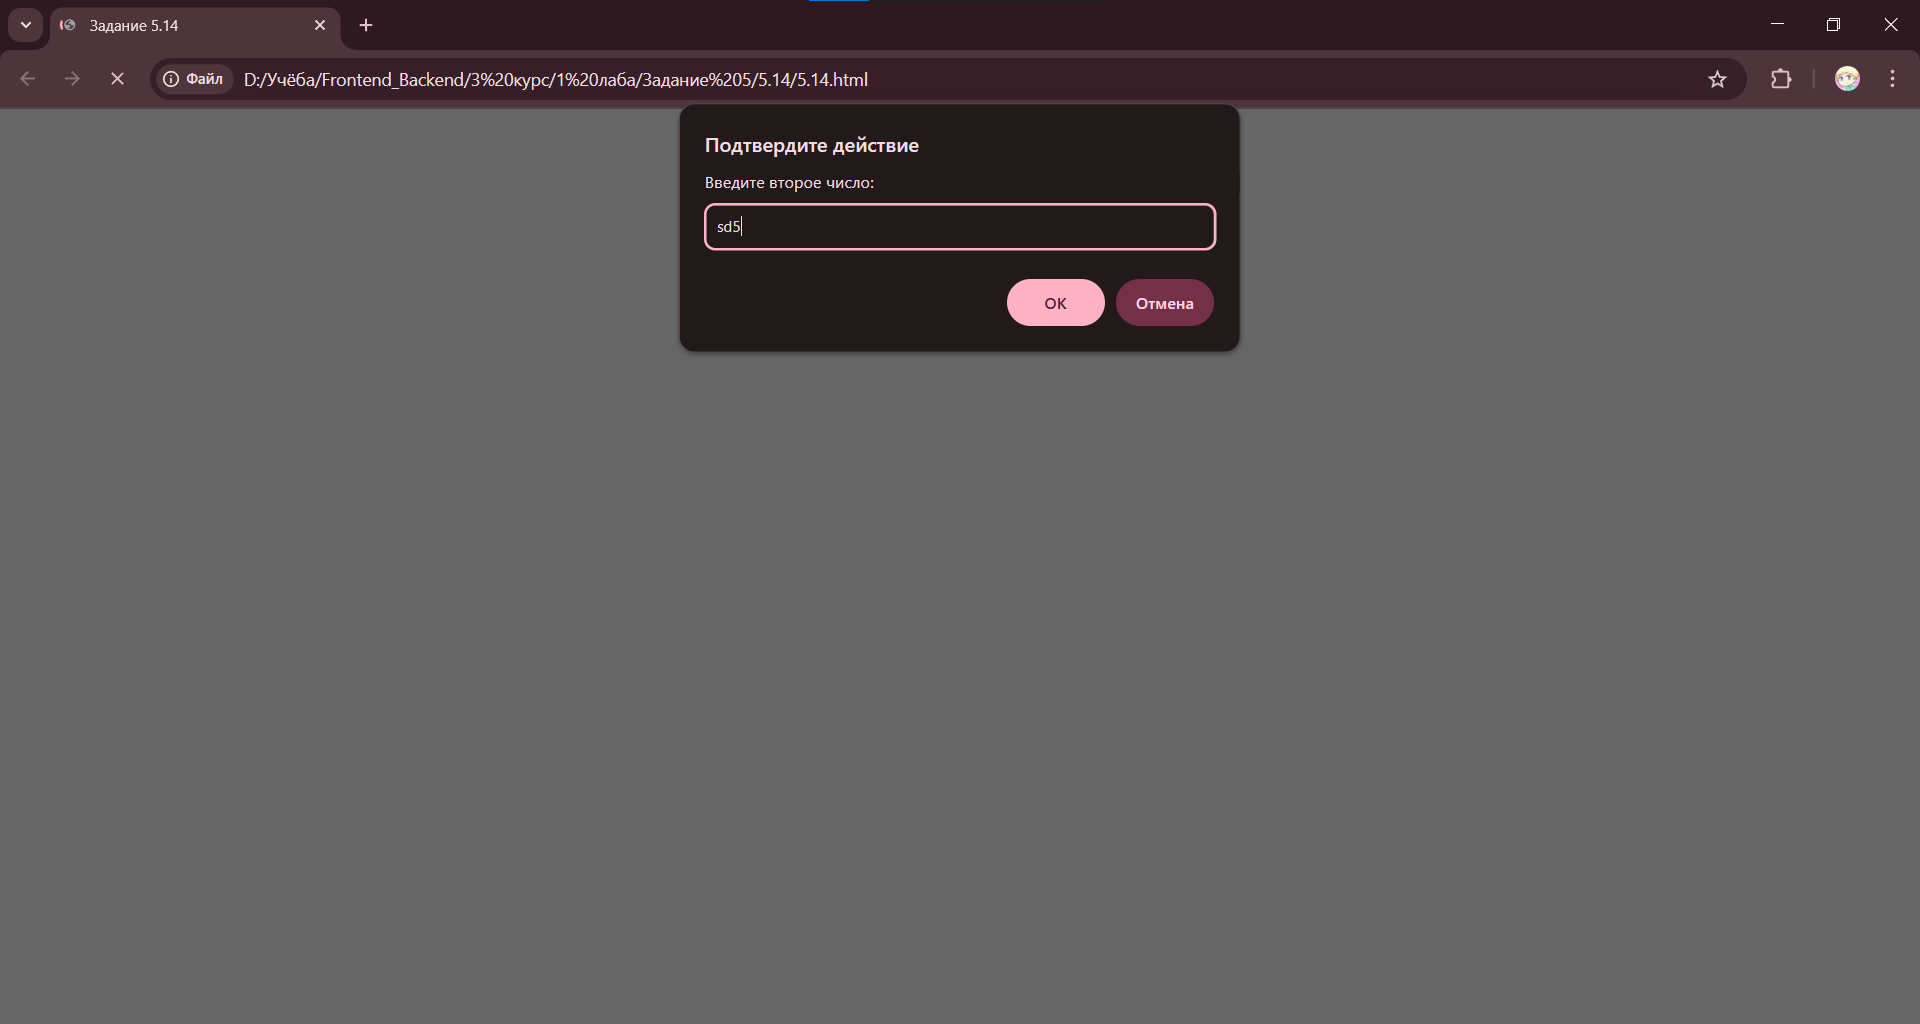 Задание 5.14
Файл
D:/Учёба/Frontend_Backend/3%20курс/1%20лаба/Задание%205/5.14/5.14.html
Подтвердите действие
Введите второе число:
sd5
ОК
Отмена